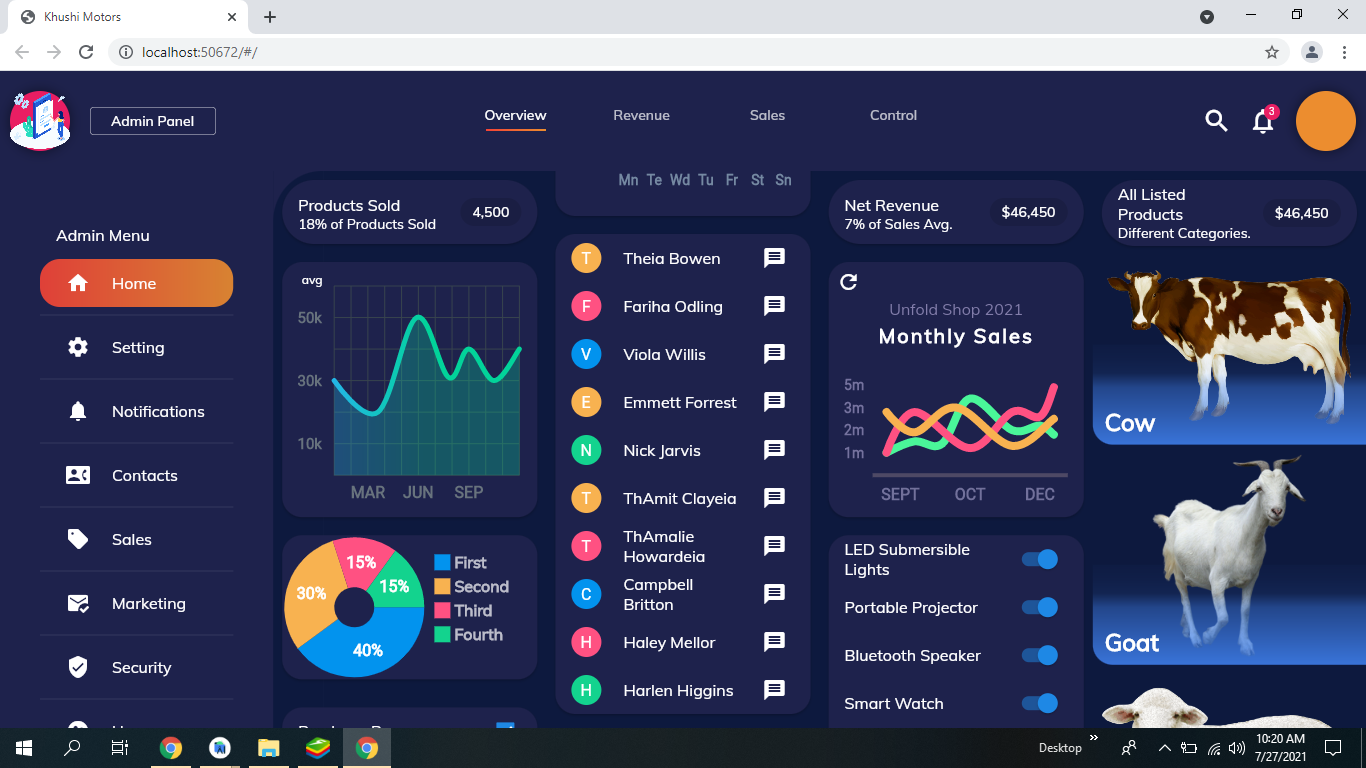 Khushi Motors
localhost:50672/#/
Admin Panel
Overview
Revenue
Sales
Control
3
Admin Menu
Home
Setting
Notifications
Contacts
Sales
Marketing
Security
Products Sold
18% of Products Sold
4,500
avg
50k
30k
10k
MAR JUN SEP
15%
30%
15%
40%
First
Second
Third
Fourth
Mn Te Wd Tu Fr St Sn
T Theia Bowen
F Fariha Odling
V Viola Willis
E Emmett Forrest
N Nick Jarvis
T ThAmit Clayeia
T ThAmalie
Howardeia
C Campbell
Britton
H Haley Mellor
H Harlen Higgins
Net Revenue
7% of Sales Avg.
$46,450
Unfold Shop 2021
Monthly Sales
5m
3m
2m
1m
SEPT OCT DEC
LED Submersible
Lights
Portable Projector
Bluetooth Speaker
Smart Watch
All Listed
Products
Different Categories.
$46,450
Cow
Goat
Desktop
10:20 AM
7/27/2021